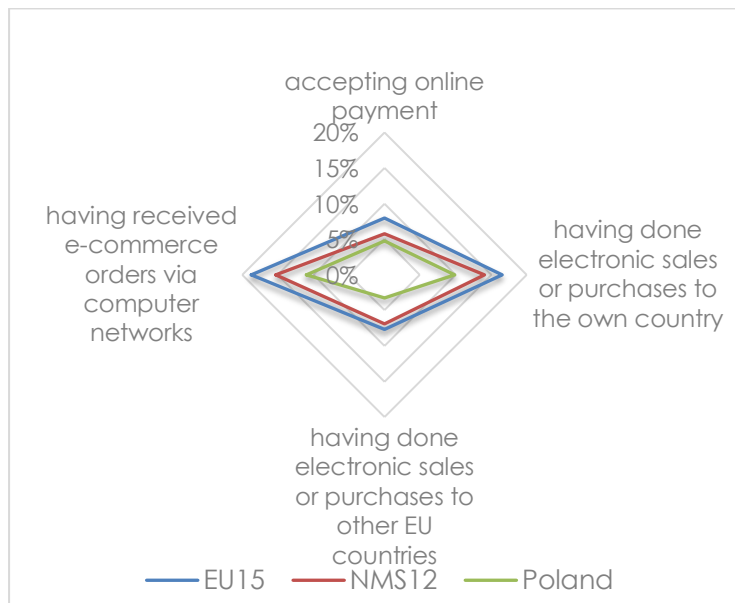 accepting online
payment
20%
15%
10%
5%
0%
having received
e-commerce
orders via
computer
networks
having done
electronic sales
or purchases to
the own country
having done
electronic sales
or purchases to
other EU
countries
EU15 NMS12 Poland